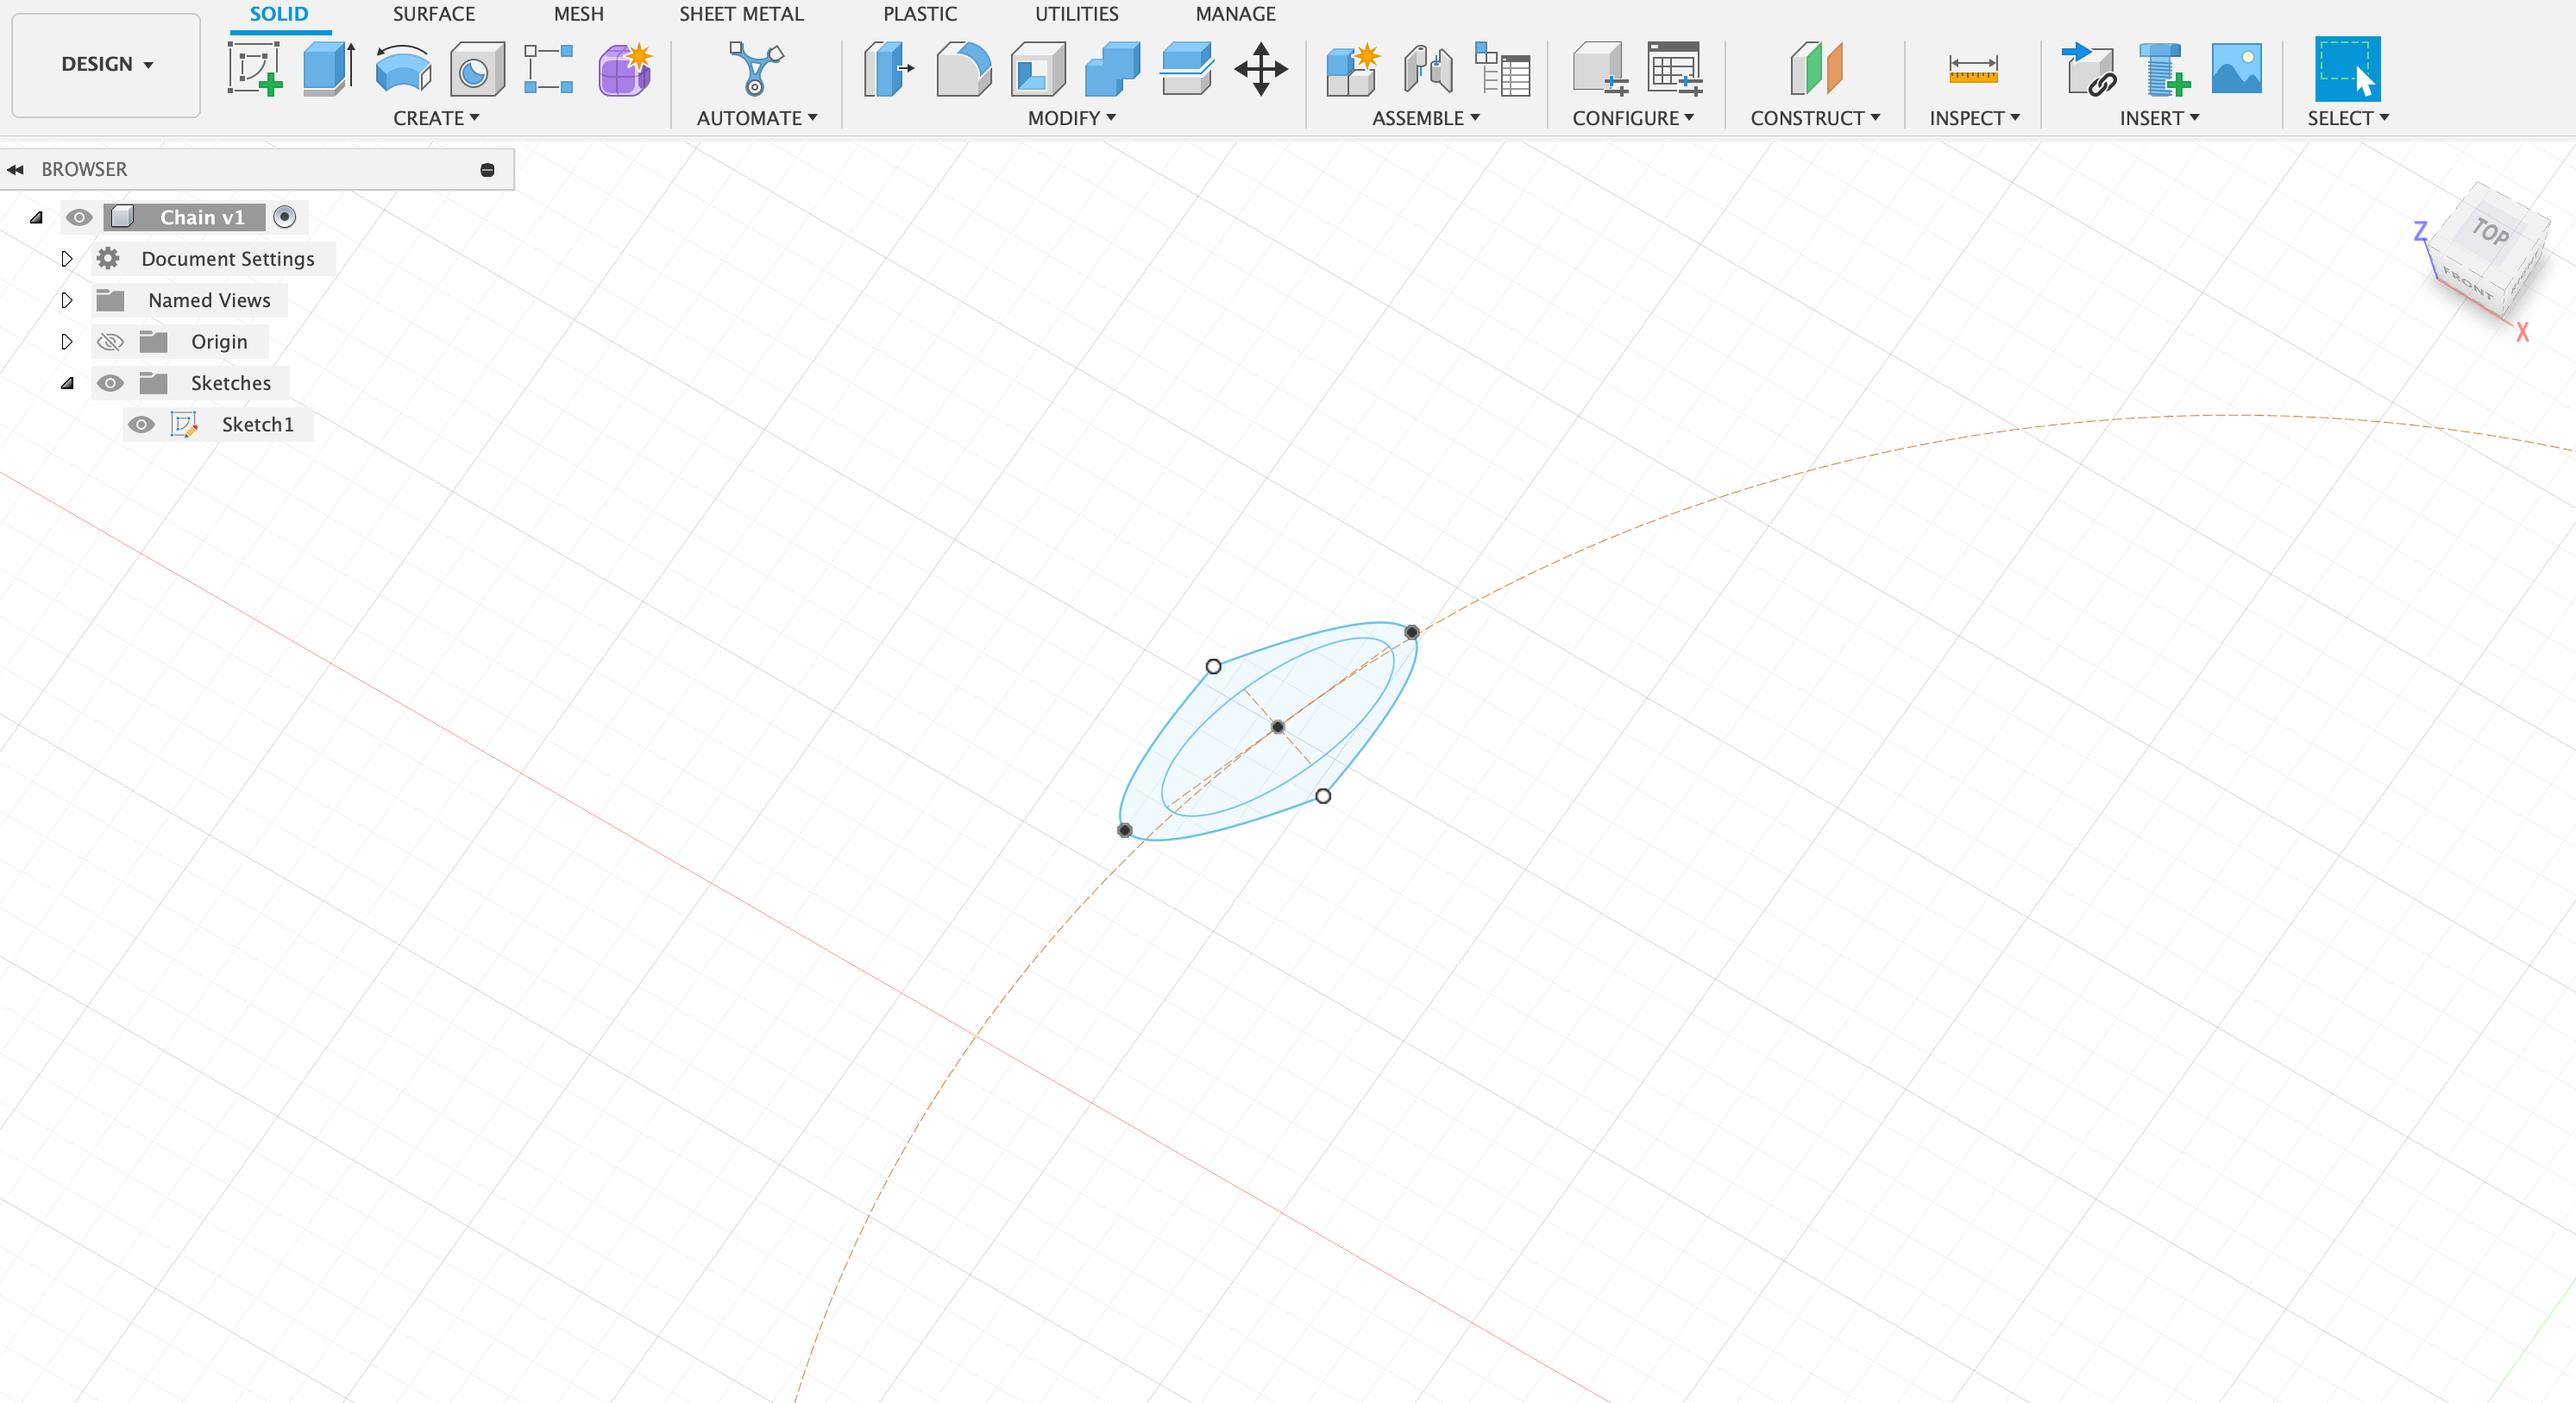 SOLID SURFACE MESH SHEET METAL PLASTIC UTILITIES MANAGE
DESIGN
CREATE AUTOMATE MODIFY ASSEMBLE CONFIGURE CONSTRUCT INSPECT INSERT SELECT
BROWSER
Chain v1
Document Settings
Named Views
Origin
Sketches
Sketch1
TOP
Z
FRONT
X